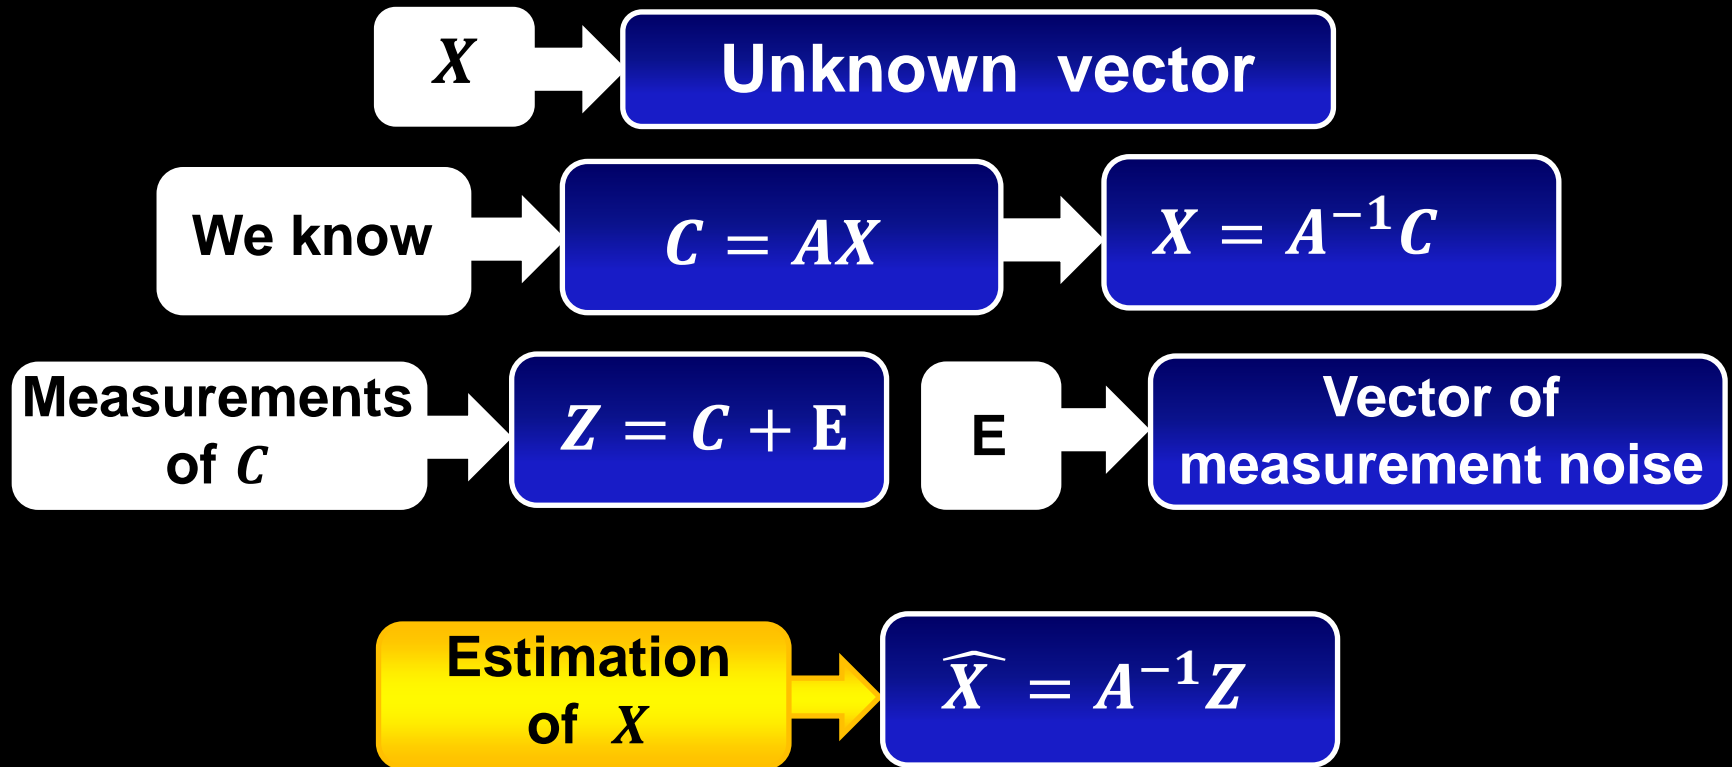 X
Unknown vector
We know
C = AX
X = A⁻¹C
Measurements
of C
Z = C + E
E
Vector of
measurement noise
Estimation
of X
X̂ = A⁻¹Z